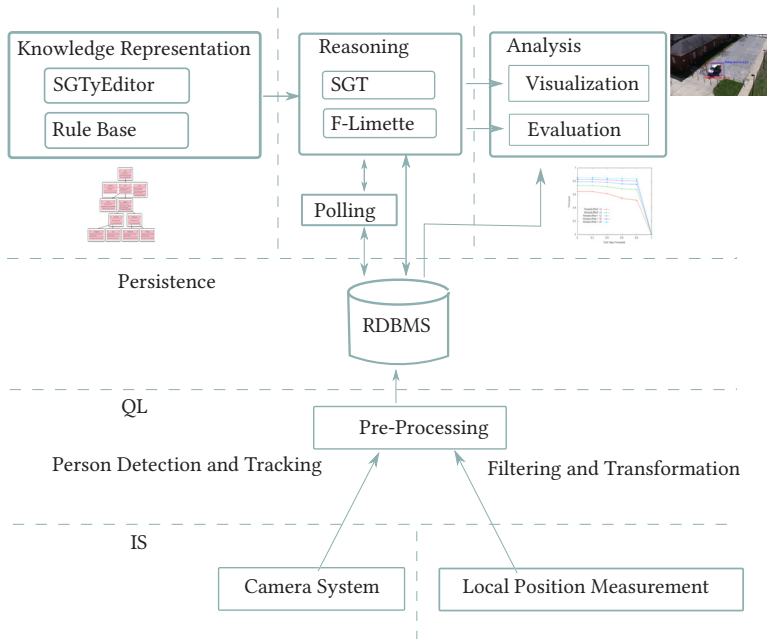 Knowledge Representation
SGTyEditor
Rule Base
Reasoning
SGT
F-Limette
Analysis
Visualization
Evaluation
Polling
Persistence
RDBMS
QL
Pre-Processing
Person Detection and Tracking
Filtering and Transformation
IS
Camera System
Local Position Measurement